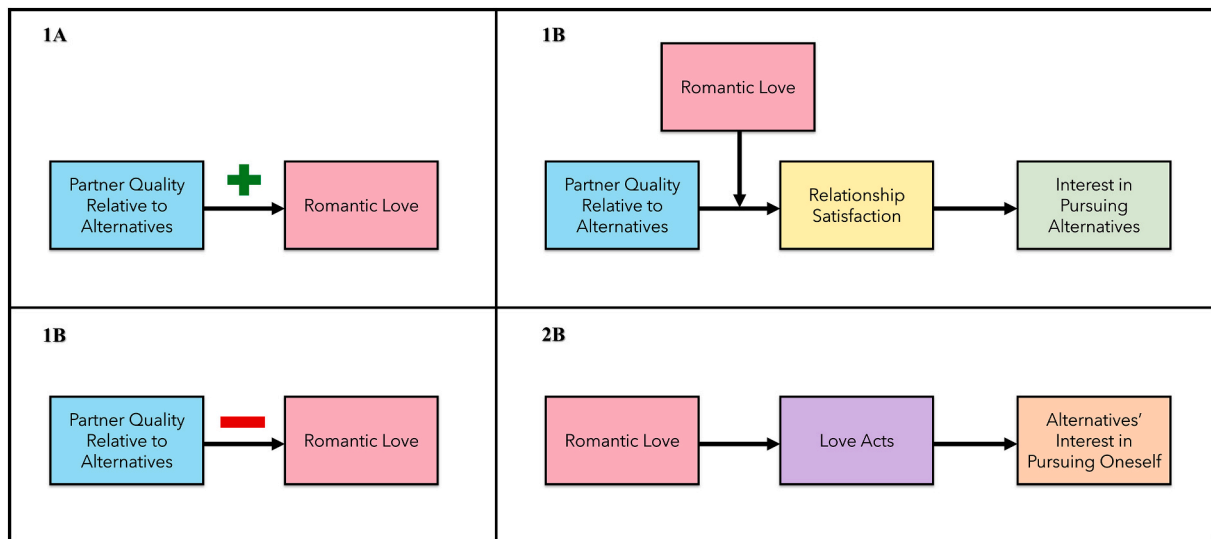 1A
Partner Quality
Relative to
Alternatives
Romantic Love
1B
Romantic Love
Partner Quality
Relative to
Alternatives
Relationship
Satisfaction
Interest in
Pursuing
Alternatives
1B
Partner Quality
Relative to
Alternatives
Romantic Love
2B
Romantic Love
Love Acts
Alternatives'
Interest in
Pursuing Oneself